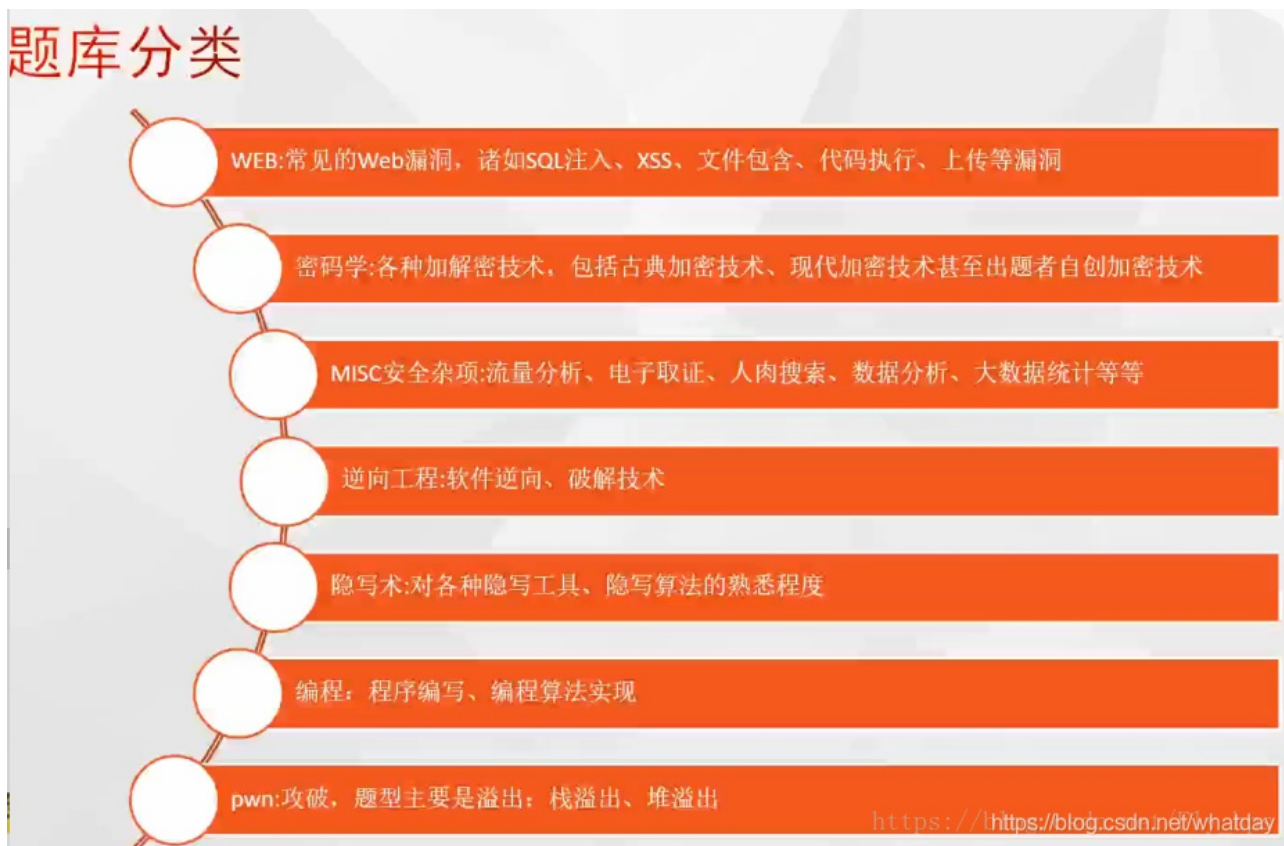 题库分类
WEB:常见的Web漏洞，诸如SQL注入、XSS、文件包含、代码执行、上传等漏洞
密码学:各种加解密技术，包括古典加密技术、现代加密技术甚至出题者自创加密技术
MISC安全杂项:流量分析、电子取证、人肉搜索、数据分析、大数据统计等等
逆向工程:软件逆向、破解技术
隐写术:对各种隐写工具、隐写算法的熟悉程度
编程：程序编写、编程算法实现
pwn:攻破，题型主要是溢出：栈溢出、堆溢出
https://blog.csdn.net/whatday